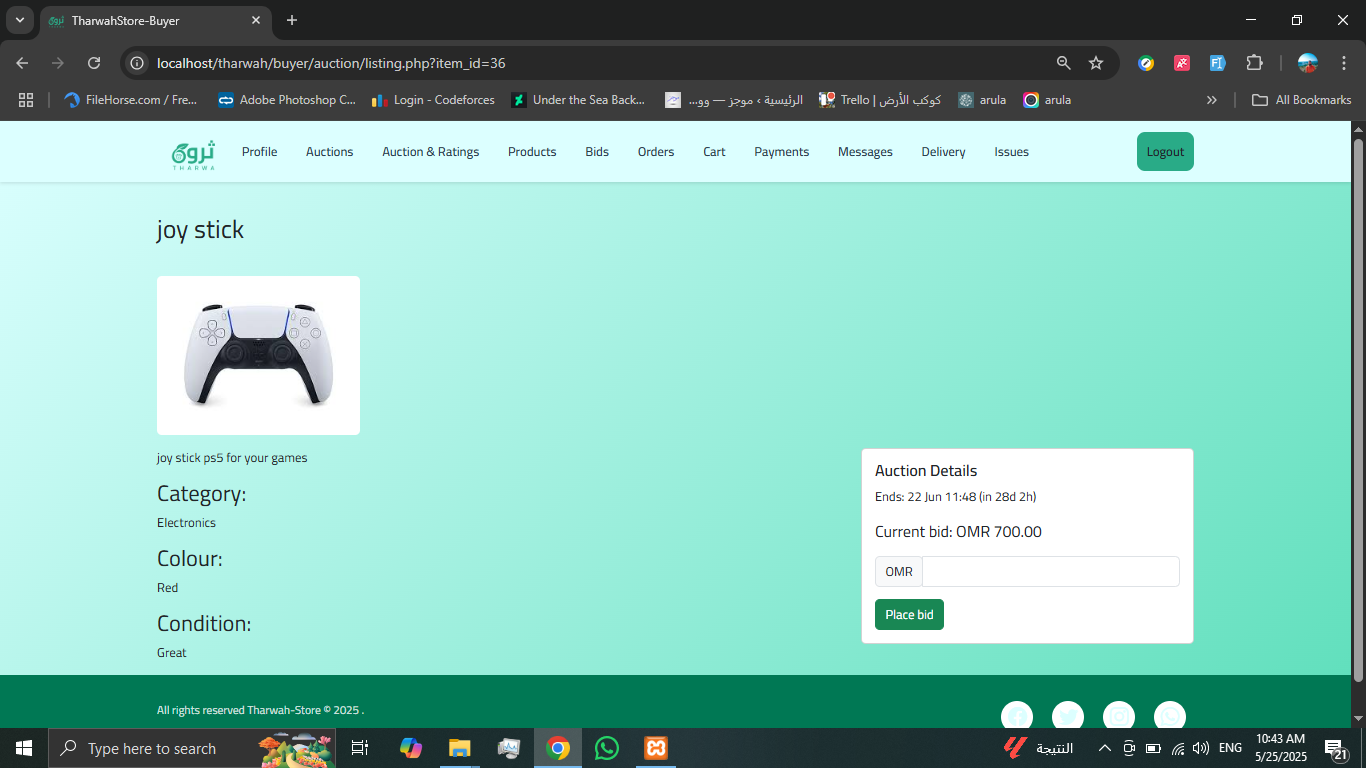 TharwahStore-Buyer
localhost/tharwah/buyer/auction/listing.php?item_id=36
FileHorse.com / Fre...
Adobe Photoshop C...
Login - Codeforces
Under the Sea Back...
الرئيسية › موجز — وو...
Trello | كوكب الأرض
arula
arula
All Bookmarks
ثروة
THARWA
Profile
Auctions
Auction & Ratings
Products
Bids
Orders
Cart
Payments
Messages
Delivery
Issues
Logout
joy stick
joy stick ps5 for your games
Category:
Electronics
Colour:
Red
Condition:
Great
Auction Details
Ends: 22 Jun 11:48 (in 28d 2h)
Current bid: OMR 700.00
OMR
Place bid
All rights reserved Tharwah-Store © 2025 .
Type here to search
النتيجة
ENG
10:43 AM
5/25/2025
21